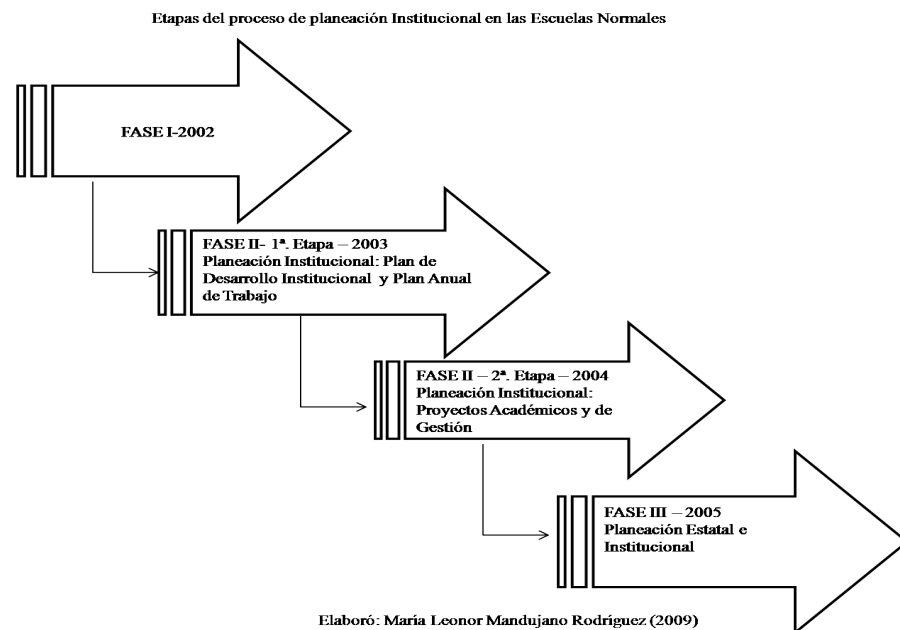 Etapas del proceso de planeación Institucional en las Escuelas Normales
FASE I-2002
FASE II- 1ª. Etapa – 2003
Planeación Institucional: Plan de
Desarrollo Institucional y Plan Anual
de Trabajo
FASE II – 2ª. Etapa – 2004
Planeación Institucional:
Proyectos Académicos y de
Gestión
FASE III – 2005
Planeación Estatal e
Institucional
Elaboró: María Leonor Mandujano Rodríguez (2009)